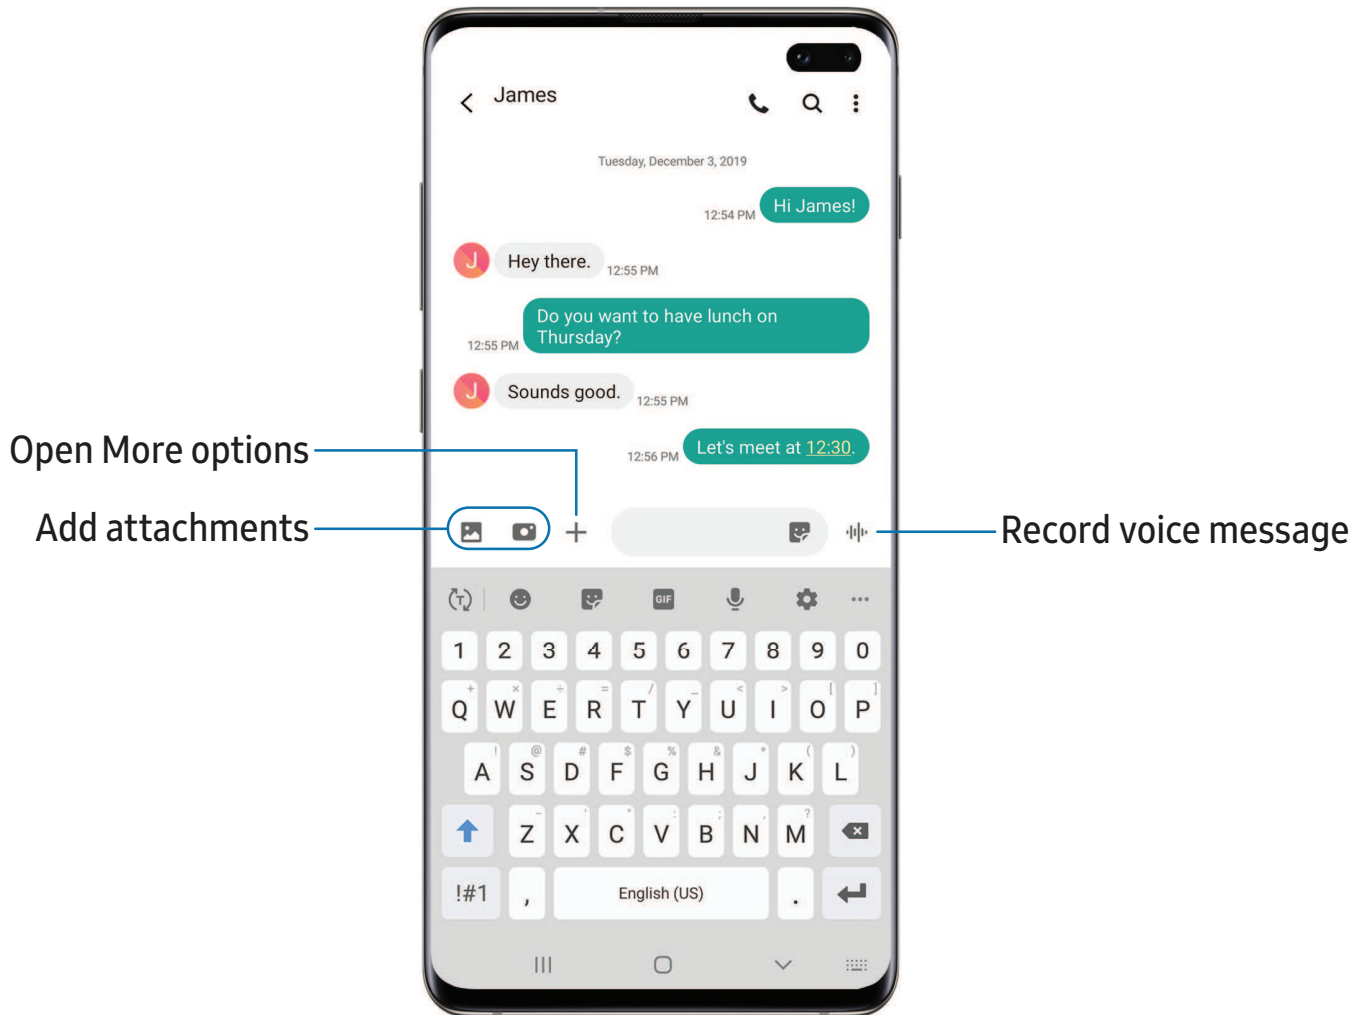 James
Tuesday, December 3, 2019
12:54 PM Hi James!
J Hey there. 12:55 PM
Do you want to have lunch on
12:55 PM Thursday?
J Sounds good. 12:55 PM
Open More options
12:56 PM Let's meet at 12:30.
Add attachments
Record voice message
T GIF
1 2 3 4 5 6 7 8 9 0
+ × ÷ = / _ < > [ ]
Q W E R T Y U I O P
! @ # $ % & * ( )
A S D F G H J K L
- ' " : ; , ?
Z X C V B N M
!#1 , English (US) .